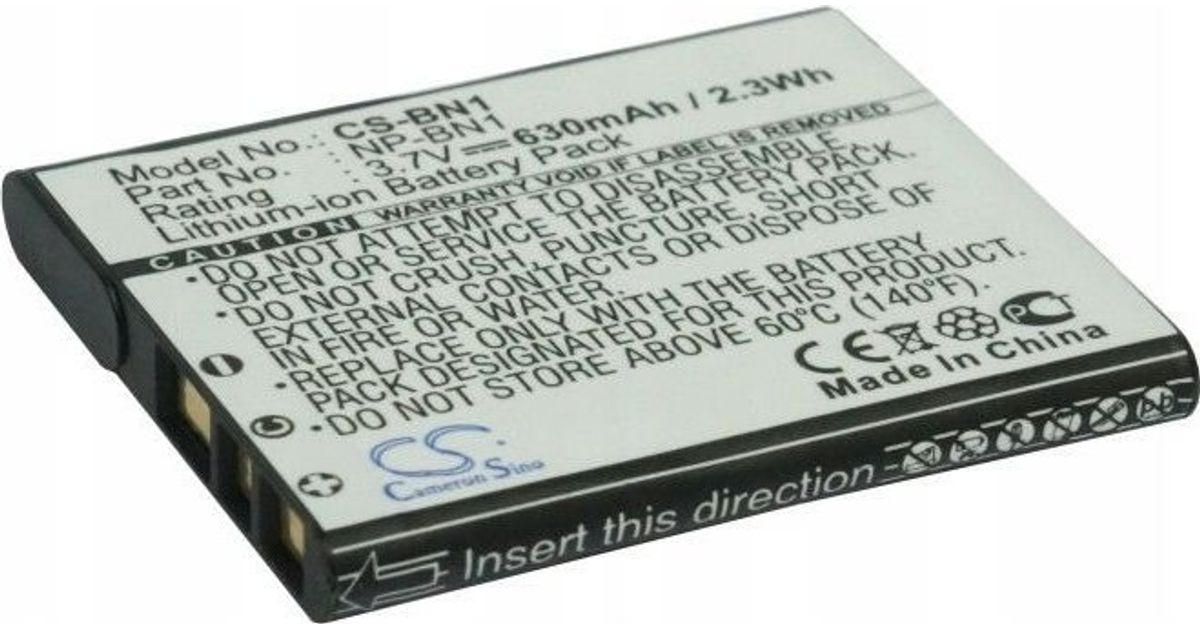 Model No. : CS-BN1
Part No. : NP-BN1
Rating : 3.7V 630mAh / 2.3Wh
Lithium-ion Battery Pack
CAUTION WARRANTY VOID IF LABEL IS REMOVED
•DO NOT ATTEMPT TO DISASSEMBLE,
OPEN OR SERVICE THE BATTERY PACK.
•DO NOT CRUSH, PUNCTURE, SHORT
EXTERNAL CONTACTS OR DISPOSE OF
IN FIRE OR WATER.
•REPLACE ONLY WITH THE BATTERY
PACK DESIGNATED FOR YOUR PRODUCT.
•DO NOT EXPOSE ABOVE 60°C (140°F).
CE
Made in China
CS
Cameron Sino
Insert this direction